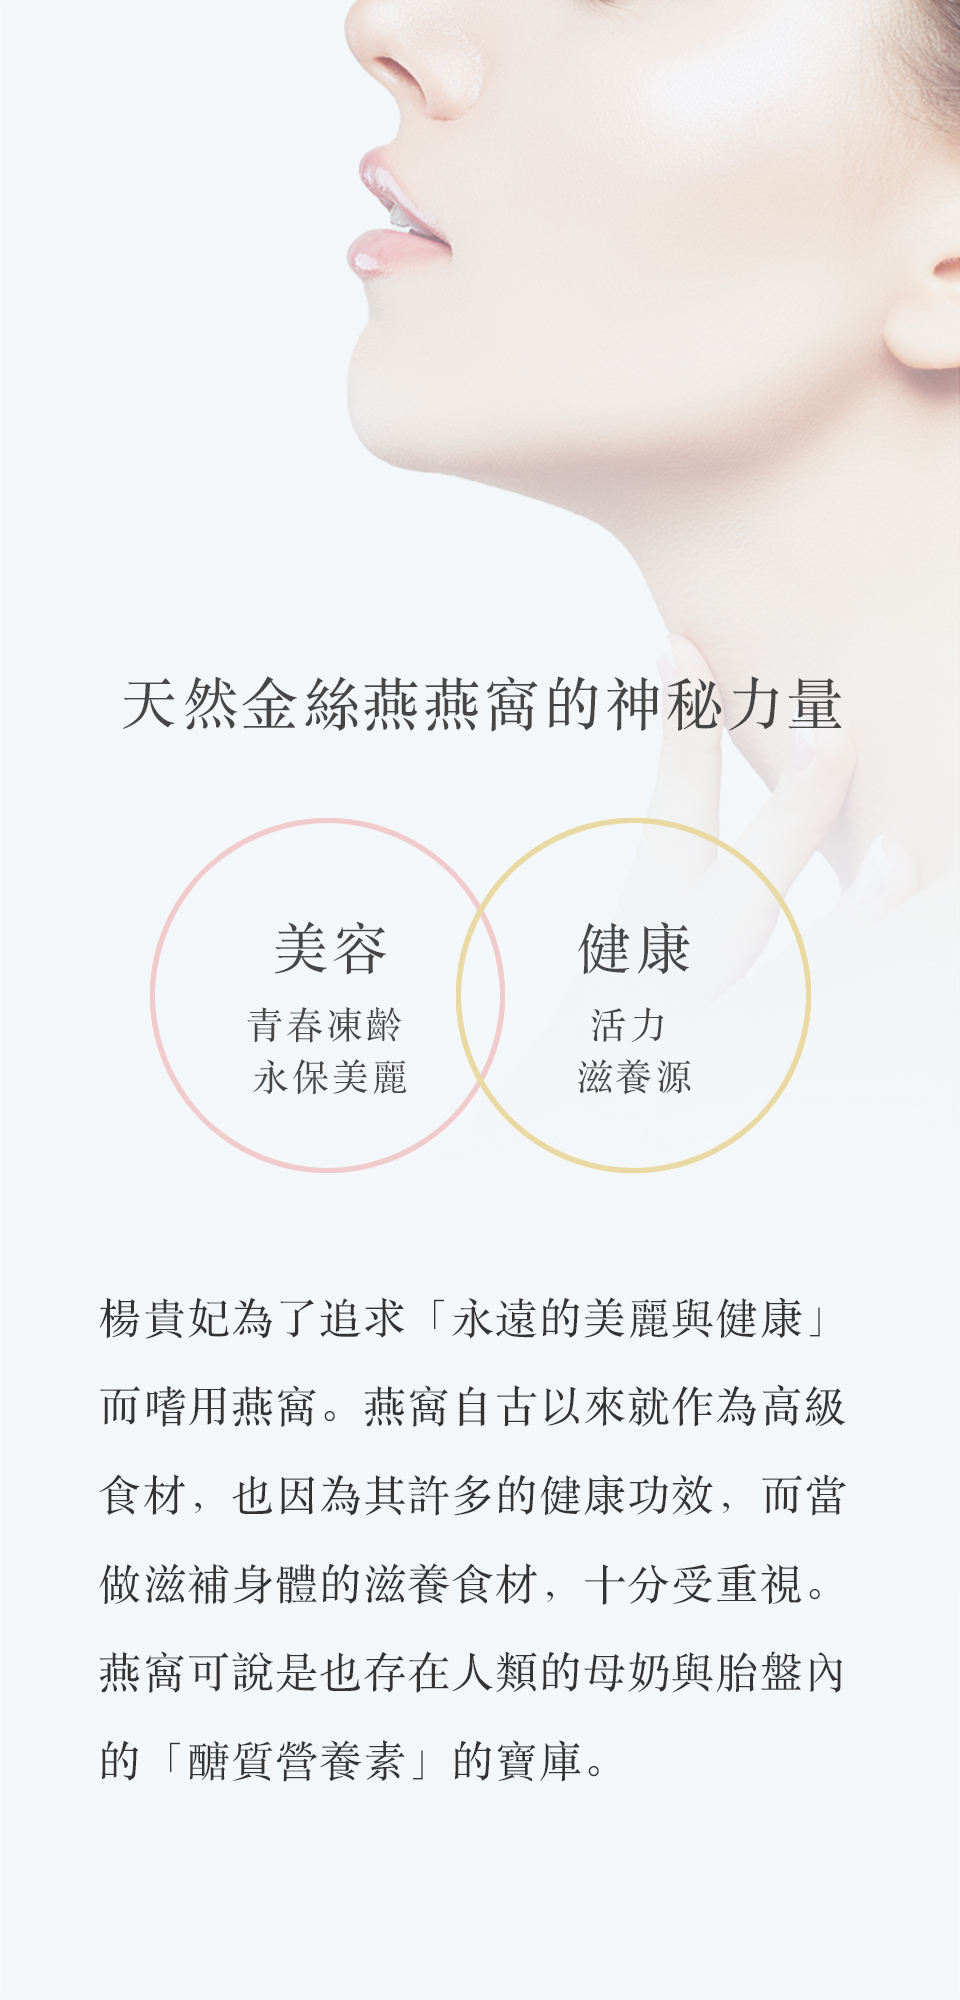 天然金絲燕燕窩的神秘力量
美容
青春凍齡
永保美麗
健康
活力
滋養源
楊貴妃為了追求「永遠的美麗與健康」
而嗜用燕窩。燕窩自古以來就作為高級
食材，也因為其許多的健康功效，而當
做滋補身體的滋養食材，十分受重視。
燕窩可說是也存在人類的母奶與胎盤內
的「醣質營養素」的寶庫。